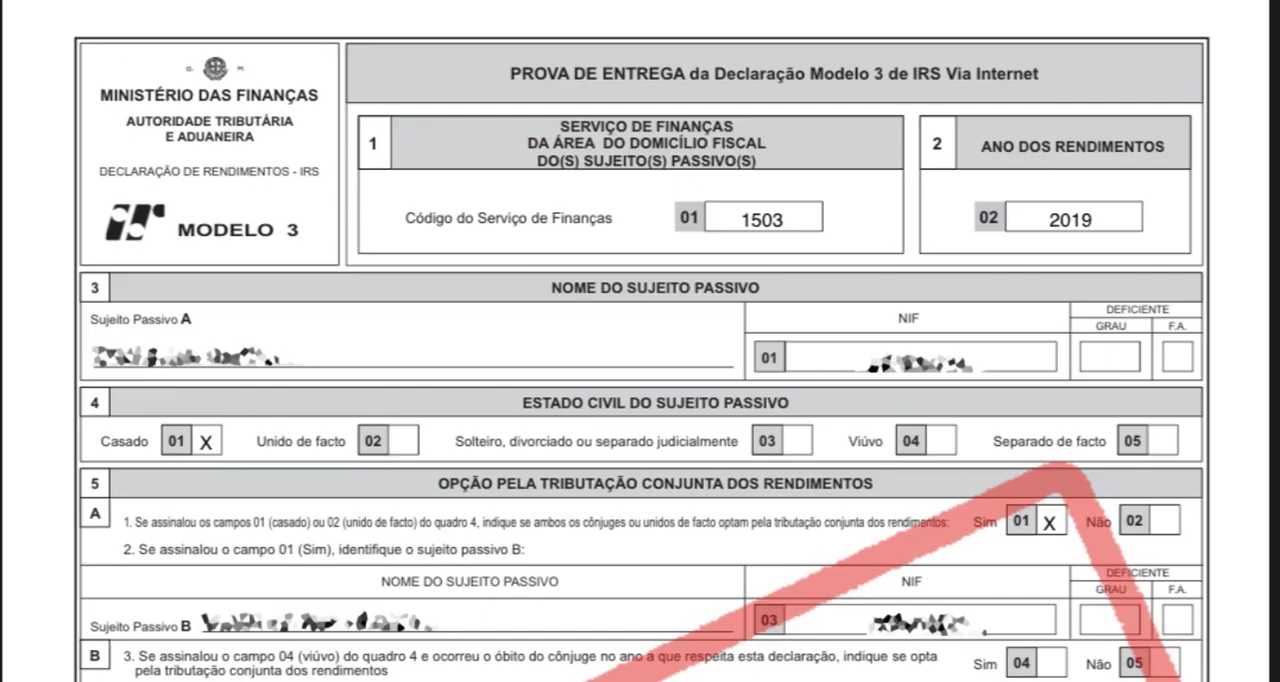 MINISTÉRIO DAS FINANÇAS
AUTORIDADE TRIBUTÁRIA
E ADUANEIRA
DECLARAÇÃO DE RENDIMENTOS - IRS
MODELO 3
PROVA DE ENTREGA da Declaração Modelo 3 de IRS Via Internet
1
SERVIÇO DE FINANÇAS
DA ÁREA DO DOMICÍLIO FISCAL
DO(S) SUJEITO(S) PASSIVO(S)
Código do Serviço de Finanças 01 1503
2 ANO DOS RENDIMENTOS
02 2019
3 NOME DO SUJEITO PASSIVO
Sujeito Passivo A
NIF
01
DEFICIENTE
GRAU F.A.
4 ESTADO CIVIL DO SUJEITO PASSIVO
Casado 01 X Unido de facto 02 Solteiro, divorciado ou separado judicialmente 03 Viúvo 04 Separado de facto 05
5 OPÇÃO PELA TRIBUTAÇÃO CONJUNTA DOS RENDIMENTOS
A
1. Se assinalou os campos 01 (casado) ou 02 (unido de facto) do quadro 4, indique se ambos os cônjuges ou unidos de facto optam pela tributação conjunta dos rendimentos: Sim 01 X Não 02
2. Se assinalou o campo 01 (Sim), identifique o sujeito passivo B:
NOME DO SUJEITO PASSIVO
NIF
DEFICIENTE
GRAU F.A.
Sujeito Passivo B
03
B 3. Se assinalou o campo 04 (viúvo) do quadro 4 e ocorreu o óbito do cônjuge no ano a que respeita esta declaração, indique se opta
pela tributação conjunta dos rendimentos
Sim 04 Não 05